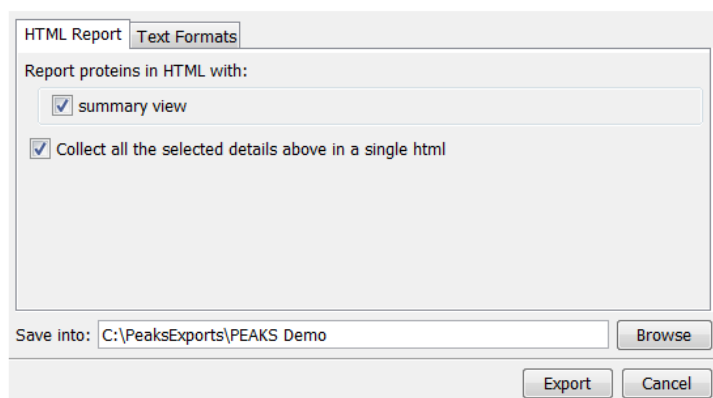 HTML Report Text Formats
Report proteins in HTML with:
summary view
Collect all the selected details above in a single html
Save into: C:\PeaksExports\PEAKS Demo Browse
Export Cancel